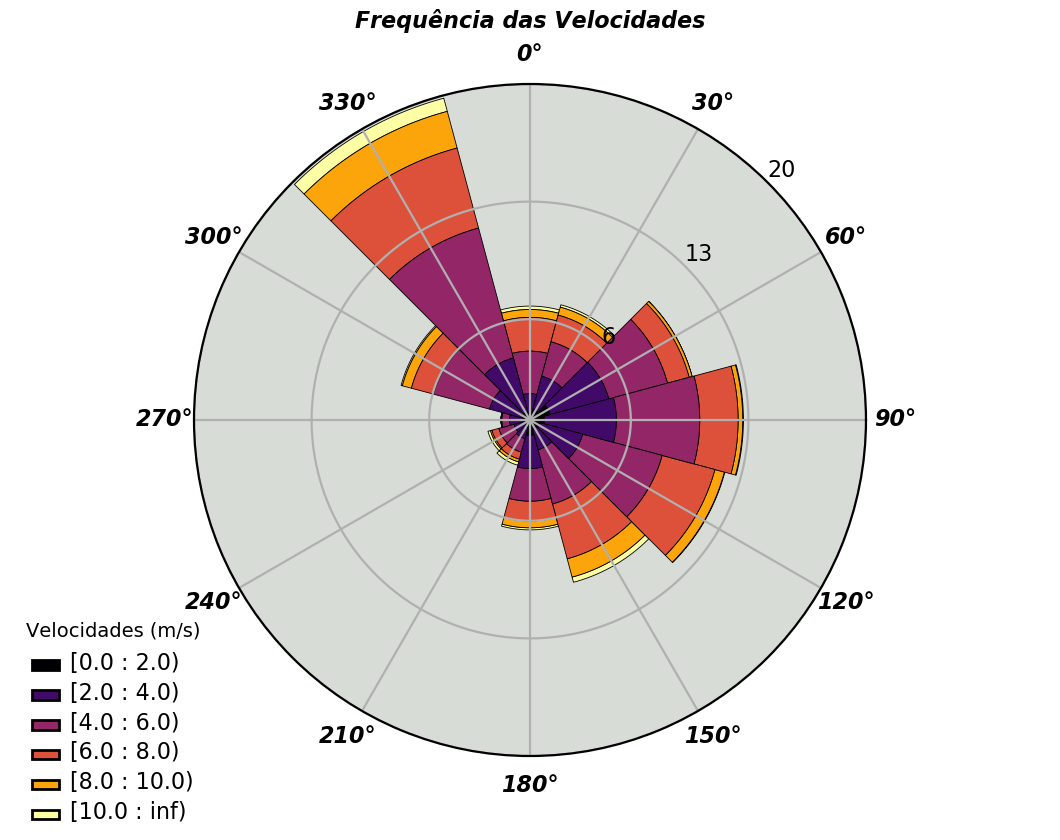 Frequência das Velocidades
0°
330°
30°
20
300°
60°
13
6
270°
90°
240°
120°
210°
150°
180°
Velocidades (m/s)
[0.0 : 2.0)
[2.0 : 4.0)
[4.0 : 6.0)
[6.0 : 8.0)
[8.0 : 10.0)
[10.0 : inf)